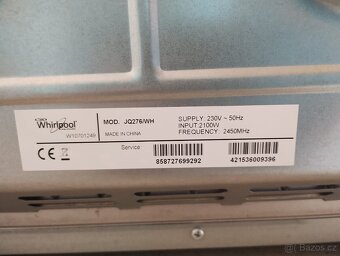 Whirlpool
W10701249
MOD. JQ276/WH
MADE IN CHINA
SUPPLY: 230V ~ 50Hz
INPUT:2100W
FREQUENCY: 2450MHz
CE
Service:
858727699292
421536009396
bazos.cz